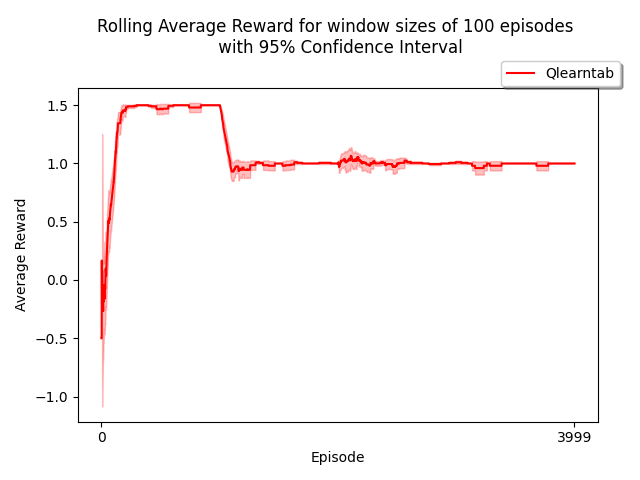 Rolling Average Reward for window sizes of 100 episodes
with 95% Confidence Interval
Qlearntab
1.5
1.0
0.5
0.0
−0.5
−1.0
Average Reward
0
3999
Episode